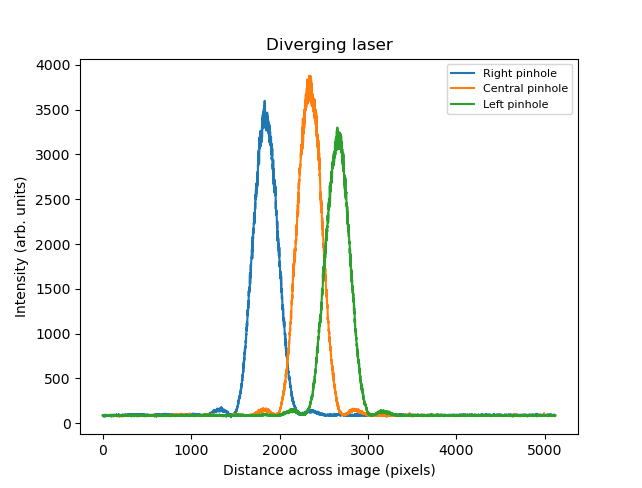 Diverging laser
Right pinhole
Central pinhole
Left pinhole
4000
3500
3000
2500
2000
1500
1000
500
0
Intensity (arb. units)
0 1000 2000 3000 4000 5000
Distance across image (pixels)